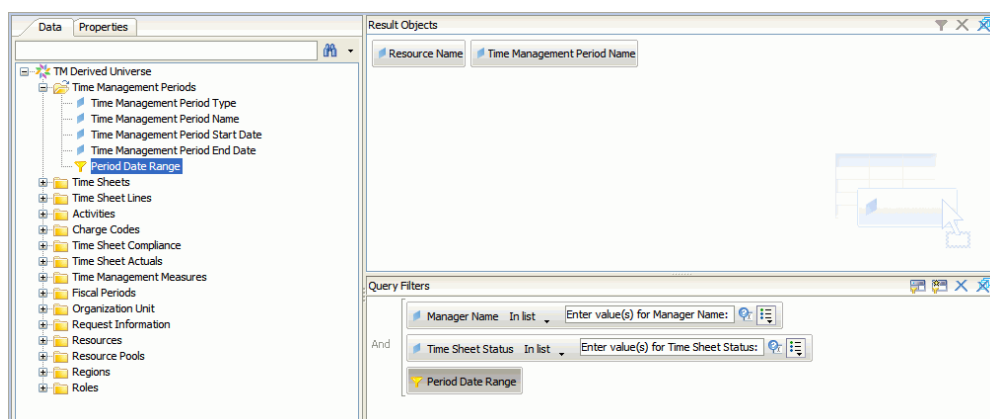 Data Properties
TM Derived Universe
Time Management Periods
Time Management Period Type
Time Management Period Name
Time Management Period Start Date
Time Management Period End Date
Period Date Range
Time Sheets
Time Sheet Lines
Activities
Charge Codes
Time Sheet Compliance
Time Sheet Actuals
Time Management Measures
Fiscal Periods
Organization Unit
Request Information
Resources
Resource Pools
Regions
Roles
Result Objects
Resource Name Time Management Period Name
Query Filters
And
Manager Name In list Enter value(s) for Manager Name:
Time Sheet Status In list Enter value(s) for Time Sheet Status:
Period Date Range